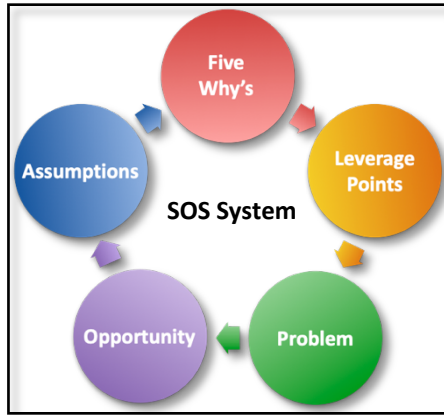 Five
Why's
Leverage
Points
Assumptions
SOS System
Opportunity
Problem